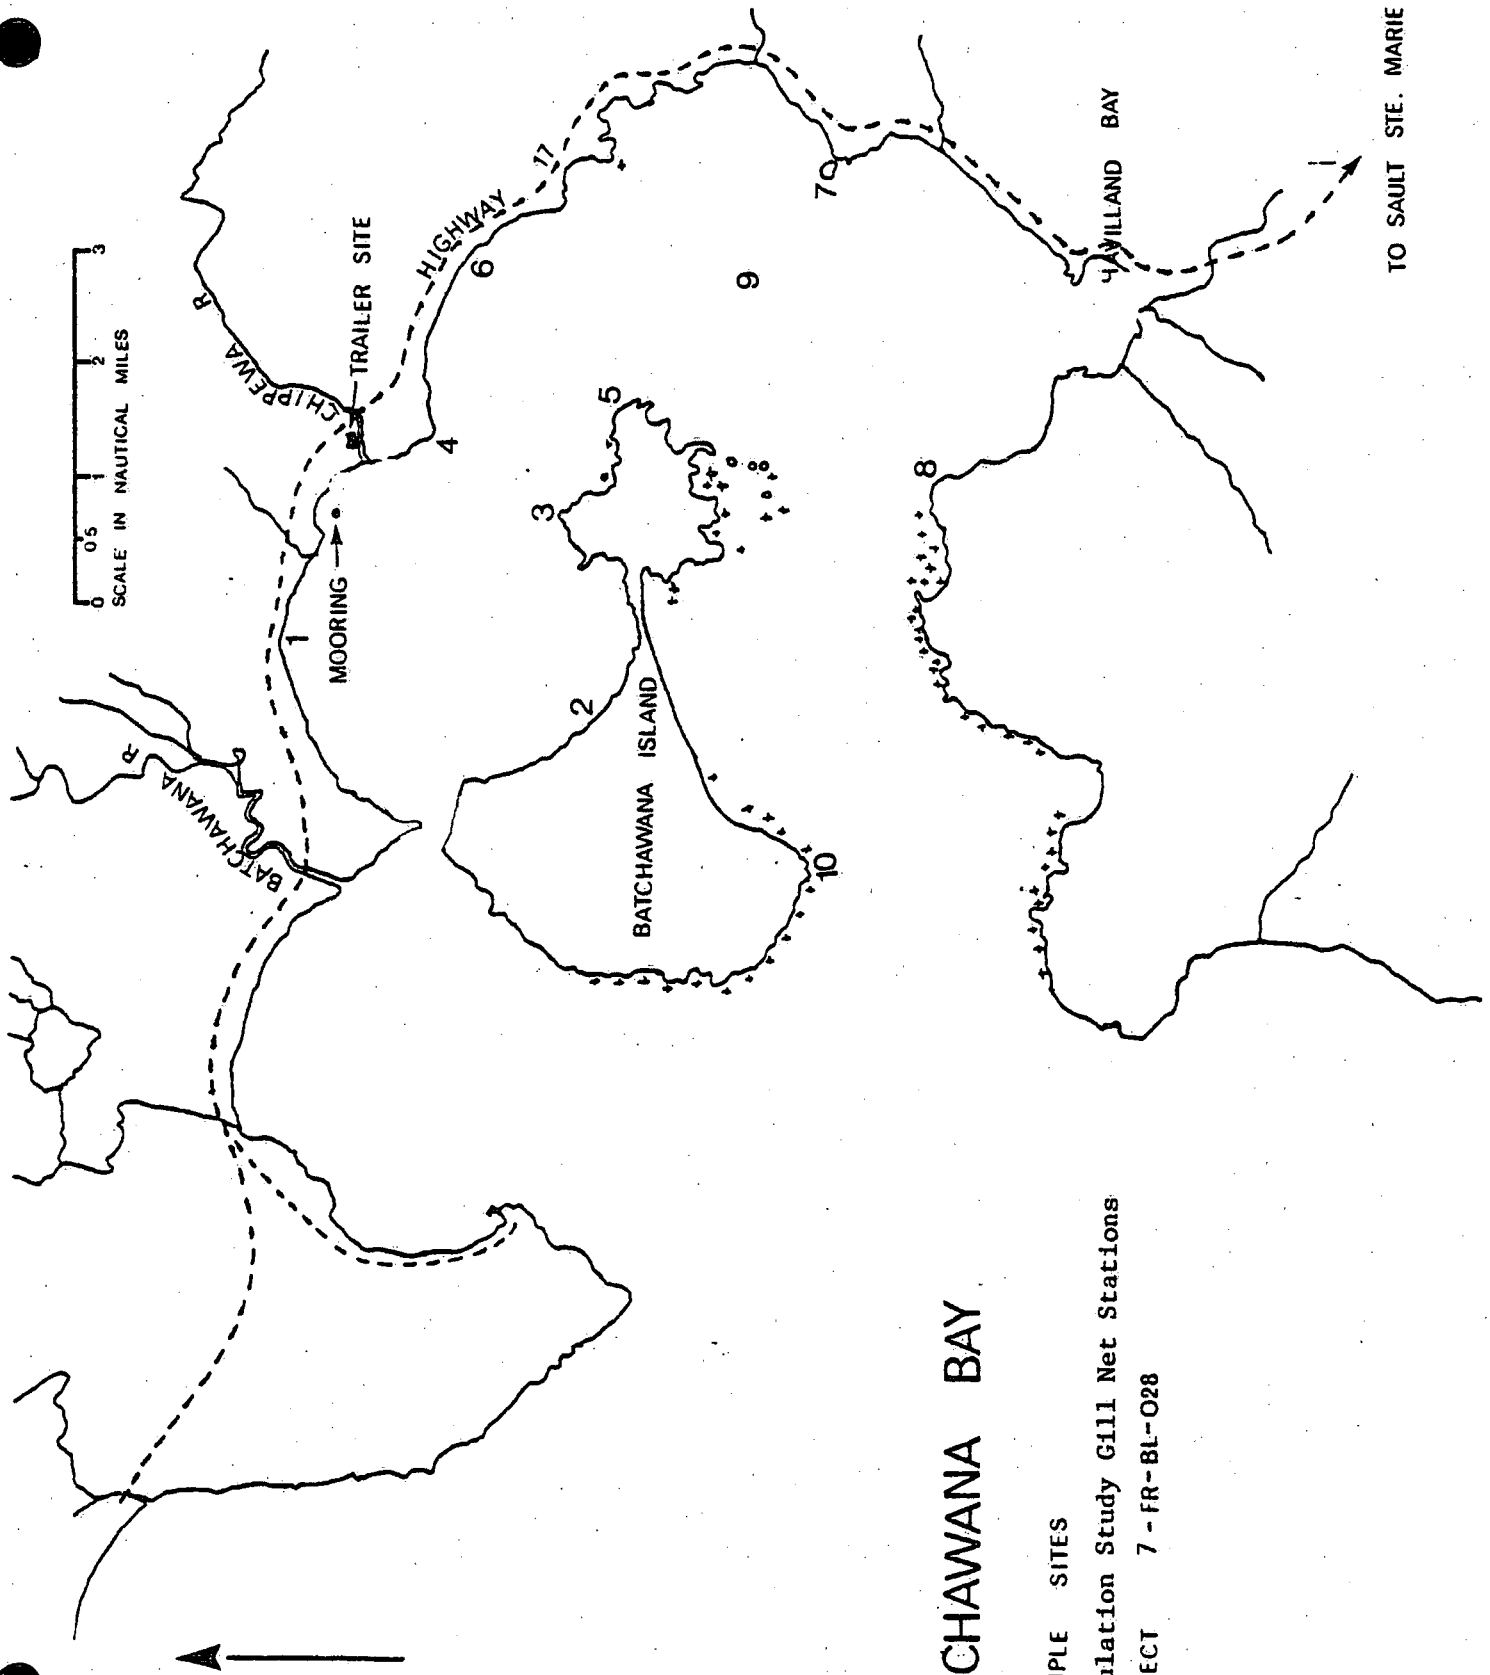 0 0.5 1 2 3
SCALE IN NAUTICAL MILES
CHIPPEWA R
TRAILER SITE
HIGHWAY 17
MOORING
BATCHAWANA R
1
2
3
4
5
6
7
8
9
10
BATCHAWANA ISLAND
HAVILLAND BAY
TO SAULT STE. MARIE
CHAWANA BAY
PLE SITES
ulation Study Gill Net Stations
ECT 7-FR-BL-028